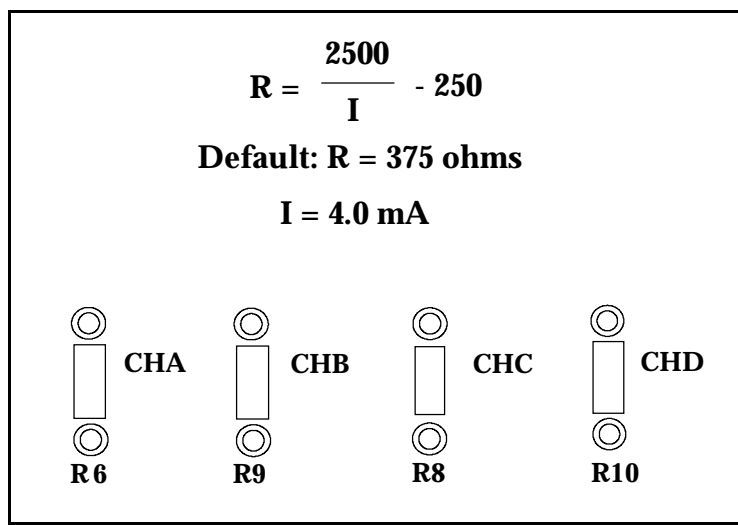 2500
R = ―― - 250
I
Default: R = 375 ohms
I = 4.0 mA
CHA CHB CHC CHD
R6 R9 R8 R10